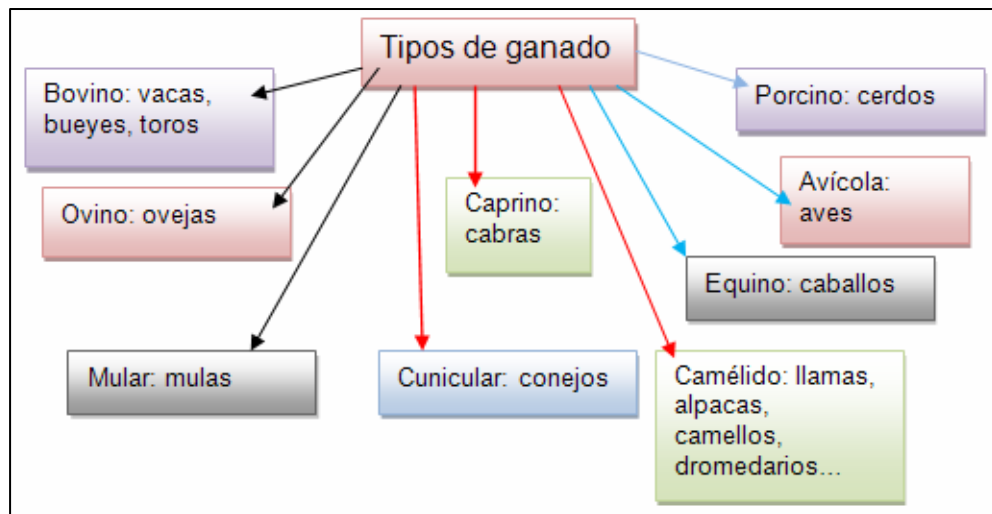 Tipos de ganado
Bovino: vacas,
bueyes, toros
Porcino: cerdos
Ovino: ovejas
Caprino:
cabras
Avícola:
aves
Equino: caballos
Mular: mulas
Cunicular: conejos
Camélido: llamas,
alpacas,
camellos,
dromedarios...